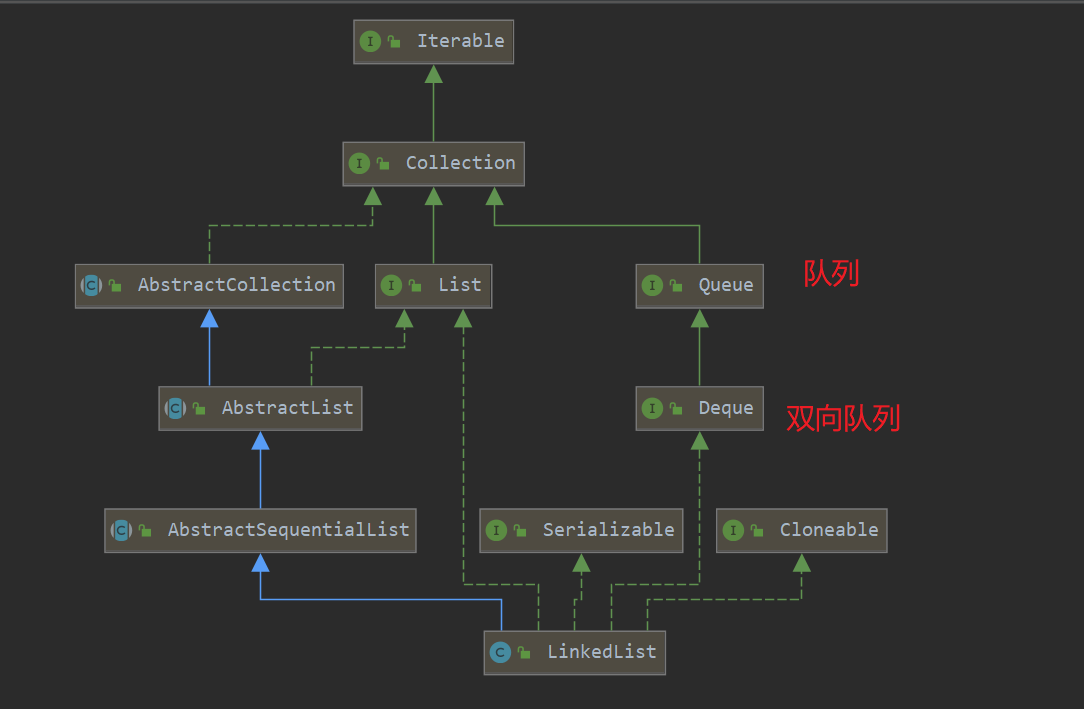 I Iterable
I Collection
C AbstractCollection
I List
I Queue
队列
C AbstractList
I Deque
双向队列
C AbstractSequentialList
I Serializable
I Cloneable
C LinkedList